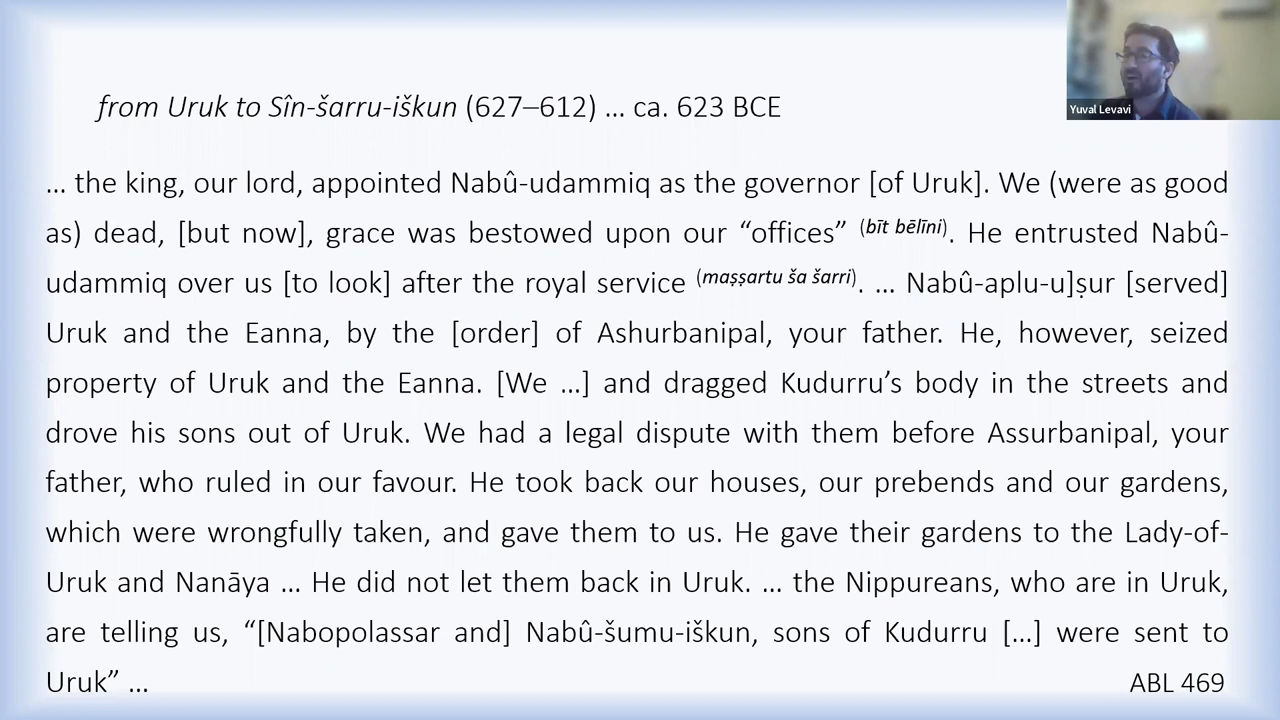 Yuval Levavi
from Uruk to Sîn-šarru-iškun (627–612) … ca. 623 BCE
… the king, our lord, appointed Nabû-udammiq as the governor [of Uruk]. We (were as good
as) dead, [but now], grace was bestowed upon our “offices” (bīt bēlīni). He entrusted Nabû-
udammiq over us [to look] after the royal service (maṣṣartu ša šarri). … Nabû-aplu-u]ṣur [served]
Uruk and the Eanna, by the [order] of Ashurbanipal, your father. He, however, seized
property of Uruk and the Eanna. [We …] and dragged Kudurru’s body in the streets and
drove his sons out of Uruk. We had a legal dispute with them before Assurbanipal, your
father, who ruled in our favour. He took back our houses, our prebends and our gardens,
which were wrongfully taken, and gave them to us. He gave their gardens to the Lady-of-
Uruk and Nanāya … He did not let them back in Uruk. … the Nippureans, who are in Uruk,
are telling us, “[Nabopolassar and] Nabû-šumu-iškun, sons of Kudurru […] were sent to
Uruk” …
ABL 469